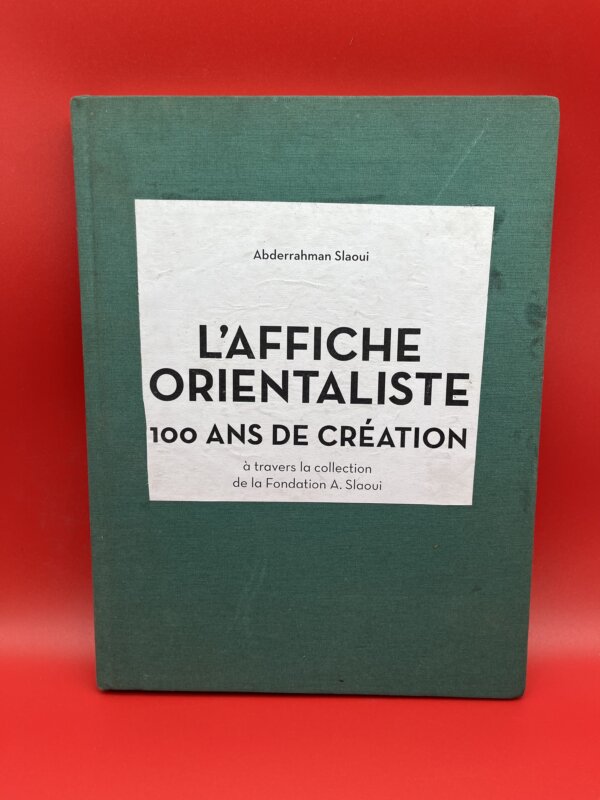 Abderrahman Slaoui
L'AFFICHE
ORIENTALISTE
100 ANS DE CRÉATION
à travers la collection
de la Fondation A. Slaoui